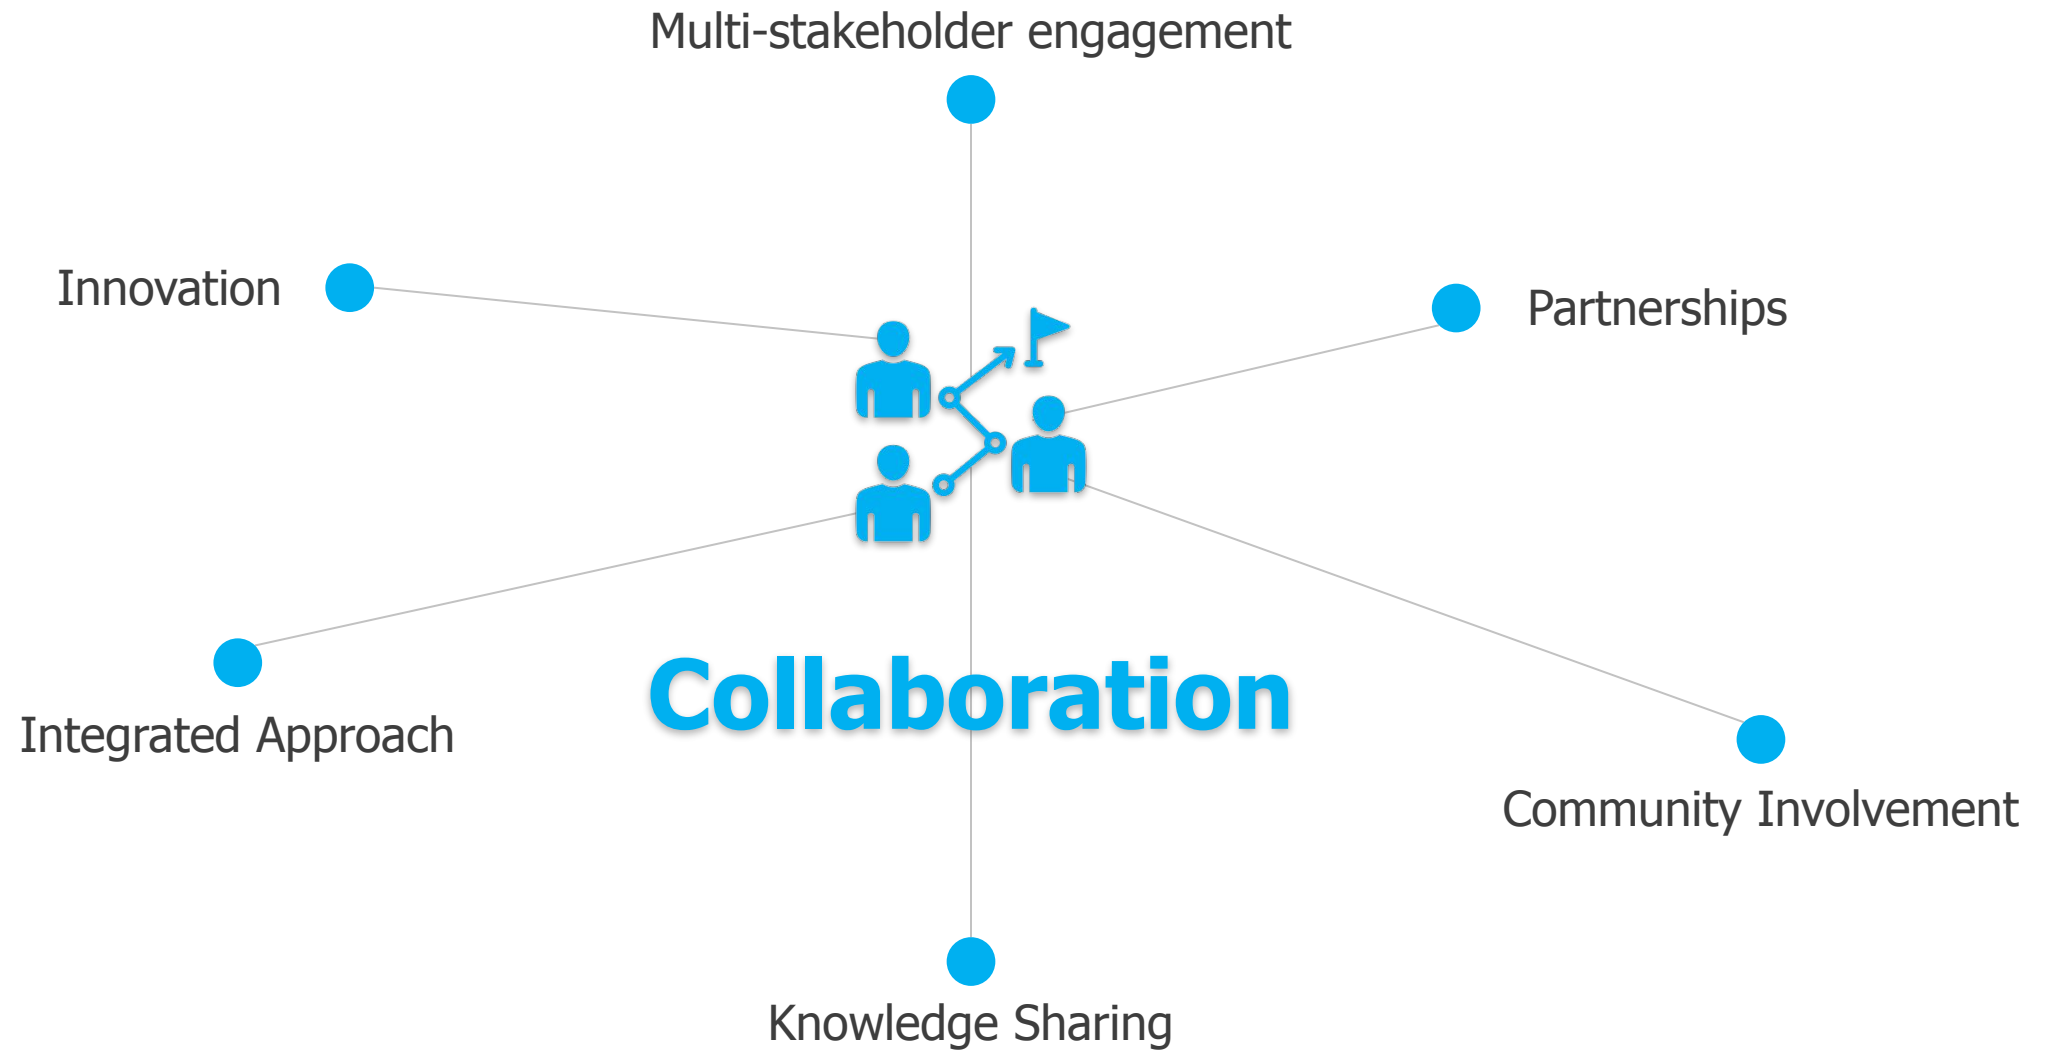 Multi-stakeholder engagement
Innovation
Partnerships
Collaboration
Integrated Approach
Community Involvement
Knowledge Sharing